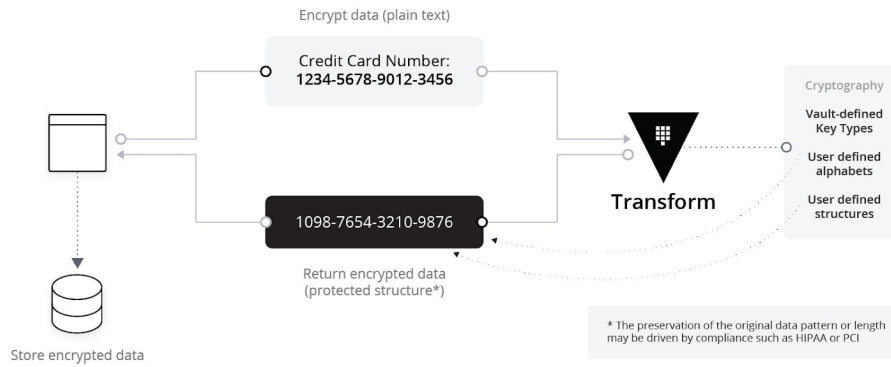 Encrypt data (plain text)
Credit Card Number:
1234-5678-9012-3456
Cryptography
Vault-defined
Key Types
User defined
alphabets
User defined
structures
Transform
1098-7654-3210-9876
Return encrypted data
(protected structure*)
Store encrypted data
* The preservation of the original data pattern or length
may be driven by compliance such as HIPAA or PCI